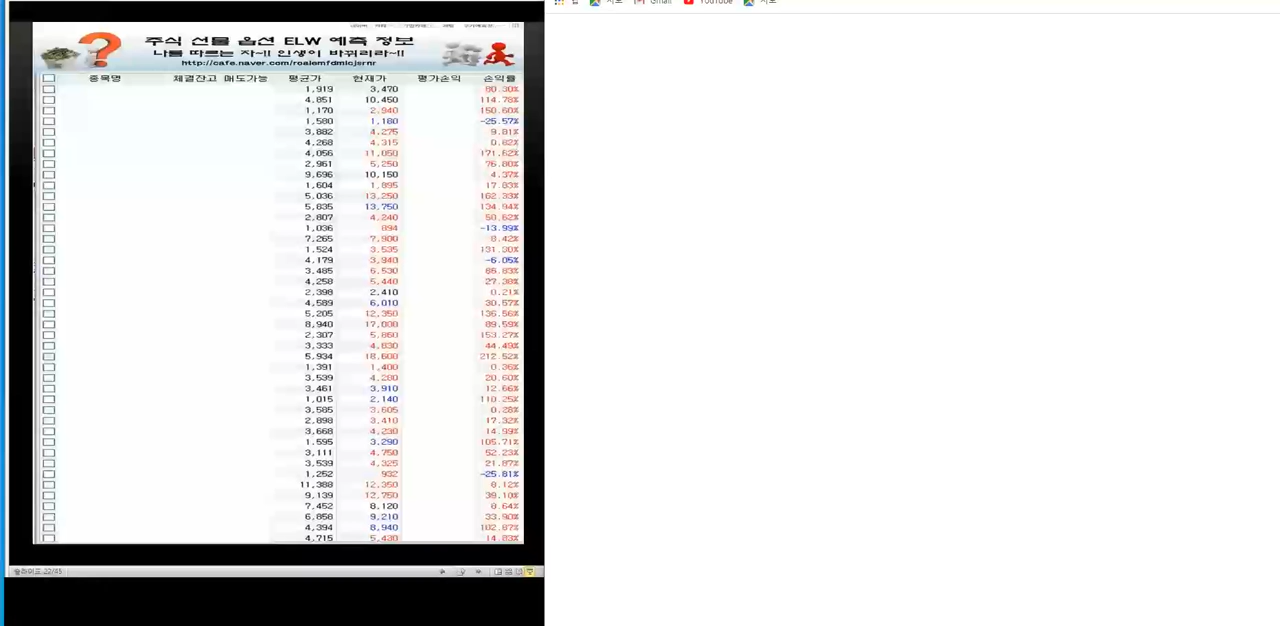 지도 Gmail YouTube 지도
주식 선물 옵션 ELW 예측 정보
나를 따르는 자~!! 인생이 바뀌리라~!!
http://cafe.naver.com/roalemfdmlcjsrnr
종목명 체결잔고 매도가능 평균가 현재가 평가손익 손익률
1,919 3,470 80.30%
4,851 10,450 114.78%
1,170 2,940 150.60%
1,580 1,180 -25.57%
3,882 4,275 9.81%
4,268 4,315 0.82%
4,056 11,050 171.62%
2,961 5,250 76.80%
9,696 10,150 4.37%
1,604 1,895 17.83%
5,036 13,250 162.33%
5,835 13,750 134.94%
2,807 4,240 50.62%
1,036 894 -13.99%
7,265 7,900 8.42%
1,524 3,535 131.30%
4,179 3,940 -6.05%
3,485 6,530 86.83%
4,258 5,440 27.38%
2,398 2,410 0.21%
4,589 6,010 30.57%
5,205 12,350 136.56%
8,940 17,000 89.59%
2,307 5,860 153.27%
3,333 4,830 44.49%
5,934 18,600 212.52%
1,391 1,400 0.36%
3,539 4,280 20.60%
3,461 3,910 12.66%
1,015 2,140 110.25%
3,585 3,605 0.28%
2,898 3,410 17.32%
3,668 4,230 14.99%
1,595 3,290 105.71%
3,111 4,750 52.23%
3,539 4,325 21.87%
1,252 932 -25.81%
11,388 12,350 8.12%
9,139 12,750 39.10%
7,452 8,120 8.64%
6,858 9,210 33.90%
4,394 8,940 102.87%
4,715 5,430 14.83%
슬라이드 22/45